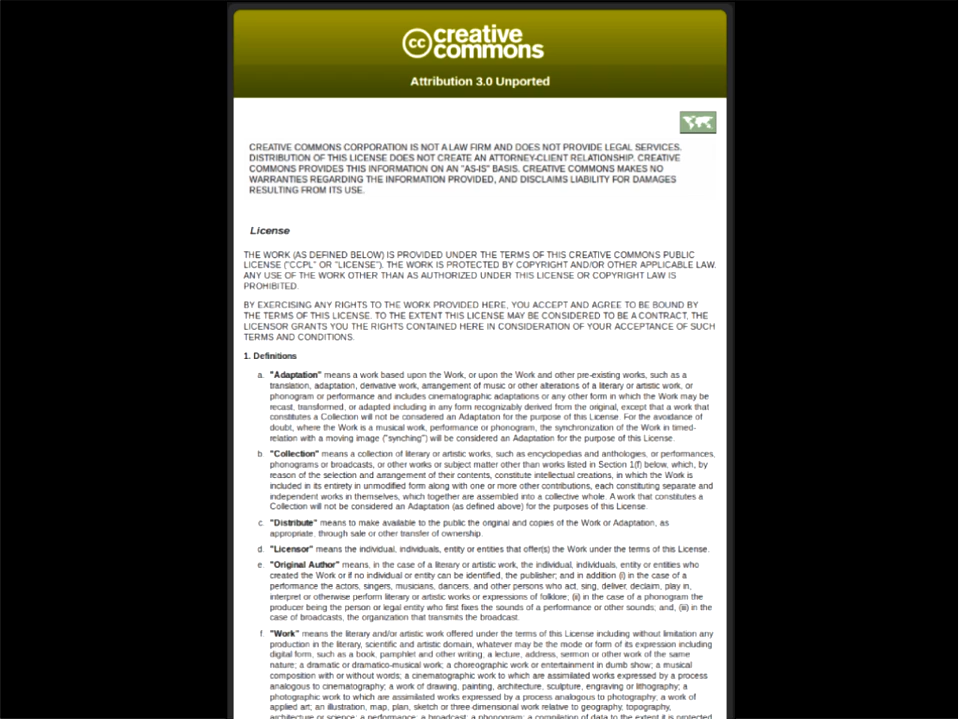 cc creative
commons
Attribution 3.0 Unported
CREATIVE COMMONS CORPORATION IS NOT A LAW FIRM AND DOES NOT PROVIDE LEGAL SERVICES.
DISTRIBUTION OF THIS LICENSE DOES NOT CREATE AN ATTORNEY-CLIENT RELATIONSHIP. CREATIVE
COMMONS PROVIDES THIS INFORMATION ON AN "AS-IS" BASIS. CREATIVE COMMONS MAKES NO
WARRANTIES REGARDING THE INFORMATION PROVIDED, AND DISCLAIMS LIABILITY FOR DAMAGES
RESULTING FROM ITS USE.
License
THE WORK (AS DEFINED BELOW) IS PROVIDED UNDER THE TERMS OF THIS CREATIVE COMMONS PUBLIC
LICENSE ("CCPL" OR "LICENSE"). THE WORK IS PROTECTED BY COPYRIGHT AND/OR OTHER APPLICABLE LAW.
ANY USE OF THE WORK OTHER THAN AS AUTHORIZED UNDER THIS LICENSE OR COPYRIGHT LAW IS
PROHIBITED.
BY EXERCISING ANY RIGHTS TO THE WORK PROVIDED HERE, YOU ACCEPT AND AGREE TO BE BOUND BY
THE TERMS OF THIS LICENSE. TO THE EXTENT THIS LICENSE MAY BE CONSIDERED TO BE A CONTRACT, THE
LICENSOR GRANTS YOU THE RIGHTS CONTAINED HERE IN CONSIDERATION OF YOUR ACCEPTANCE OF SUCH
TERMS AND CONDITIONS.
1. Definitions
a. "Adaptation" means a work based upon the Work, or upon the Work and other pre-existing works, such as a
translation, adaptation, derivative work, arrangement of music or other alterations of a literary or artistic work, or
phonogram or performance and includes cinematographic adaptations or any other form in which the Work may be
recast, transformed, or adapted including in any form recognizably derived from the original, except that a work that
constitutes a Collection will not be considered an Adaptation for the purpose of this License. For the avoidance of
doubt, where the Work is a musical work, performance or phonogram, the synchronization of the Work in timed-
relation with a moving image ("synching") will be considered an Adaptation for the purpose of this License.
b. "Collection" means a collection of literary or artistic works, such as encyclopedias and anthologies, or performances,
phonograms or broadcasts, or other works or subject matter other than works listed in Section 1(f) below, which, by
reason of the selection and arrangement of their contents, constitute intellectual creations, in which the Work is
included in its entirety in unmodified form along with one or more other contributions, each constituting separate and
independent works in themselves, which together are assembled into a collective whole. A work that constitutes a
Collection will not be considered an Adaptation (as defined above) for the purposes of this License.
c. "Distribute" means to make available to the public the original and copies of the Work or Adaptation, as
appropriate, through sale or other transfer of ownership.
d. "Licensor" means the individual, individuals, entity or entities that offer(s) the Work under the terms of this License.
e. "Original Author" means, in the case of a literary or artistic work, the individual, individuals, entity or entities who
created the Work or if no individual or entity can be identified, the publisher; and in addition (i) in the case of a
performance the actors, singers, musicians, dancers, and other persons who act, sing, deliver, declaim, play in,
interpret or otherwise perform literary or artistic works or expressions of folklore; (ii) in the case of a phonogram the
producer being the person or legal entity who first fixes the sounds of a performance or other sounds; and, (iii) in the
case of broadcasts, the organization that transmits the broadcast.
f. "Work" means the literary and/or artistic work offered under the terms of this License including without limitation any
production in the literary, scientific and artistic domain, whatever may be the mode or form of its expression including
digital form, such as a book, pamphlet and other writing; a lecture, address, sermon or other work of the same
nature; a dramatic or dramatico-musical work; a choreographic work or entertainment in dumb show; a musical
composition with or without words; a cinematographic work to which are assimilated works expressed by a process
analogous to cinematography; a work of drawing, painting, architecture, sculpture, engraving or lithography; a
photographic work to which are assimilated works expressed by a process analogous to photography; a work of
applied art; an illustration, map, plan, sketch or three-dimensional work relative to geography, topography,
architecture or science; a performance; a broadcast; a phonogram; a compilation of data to the extent it is protected